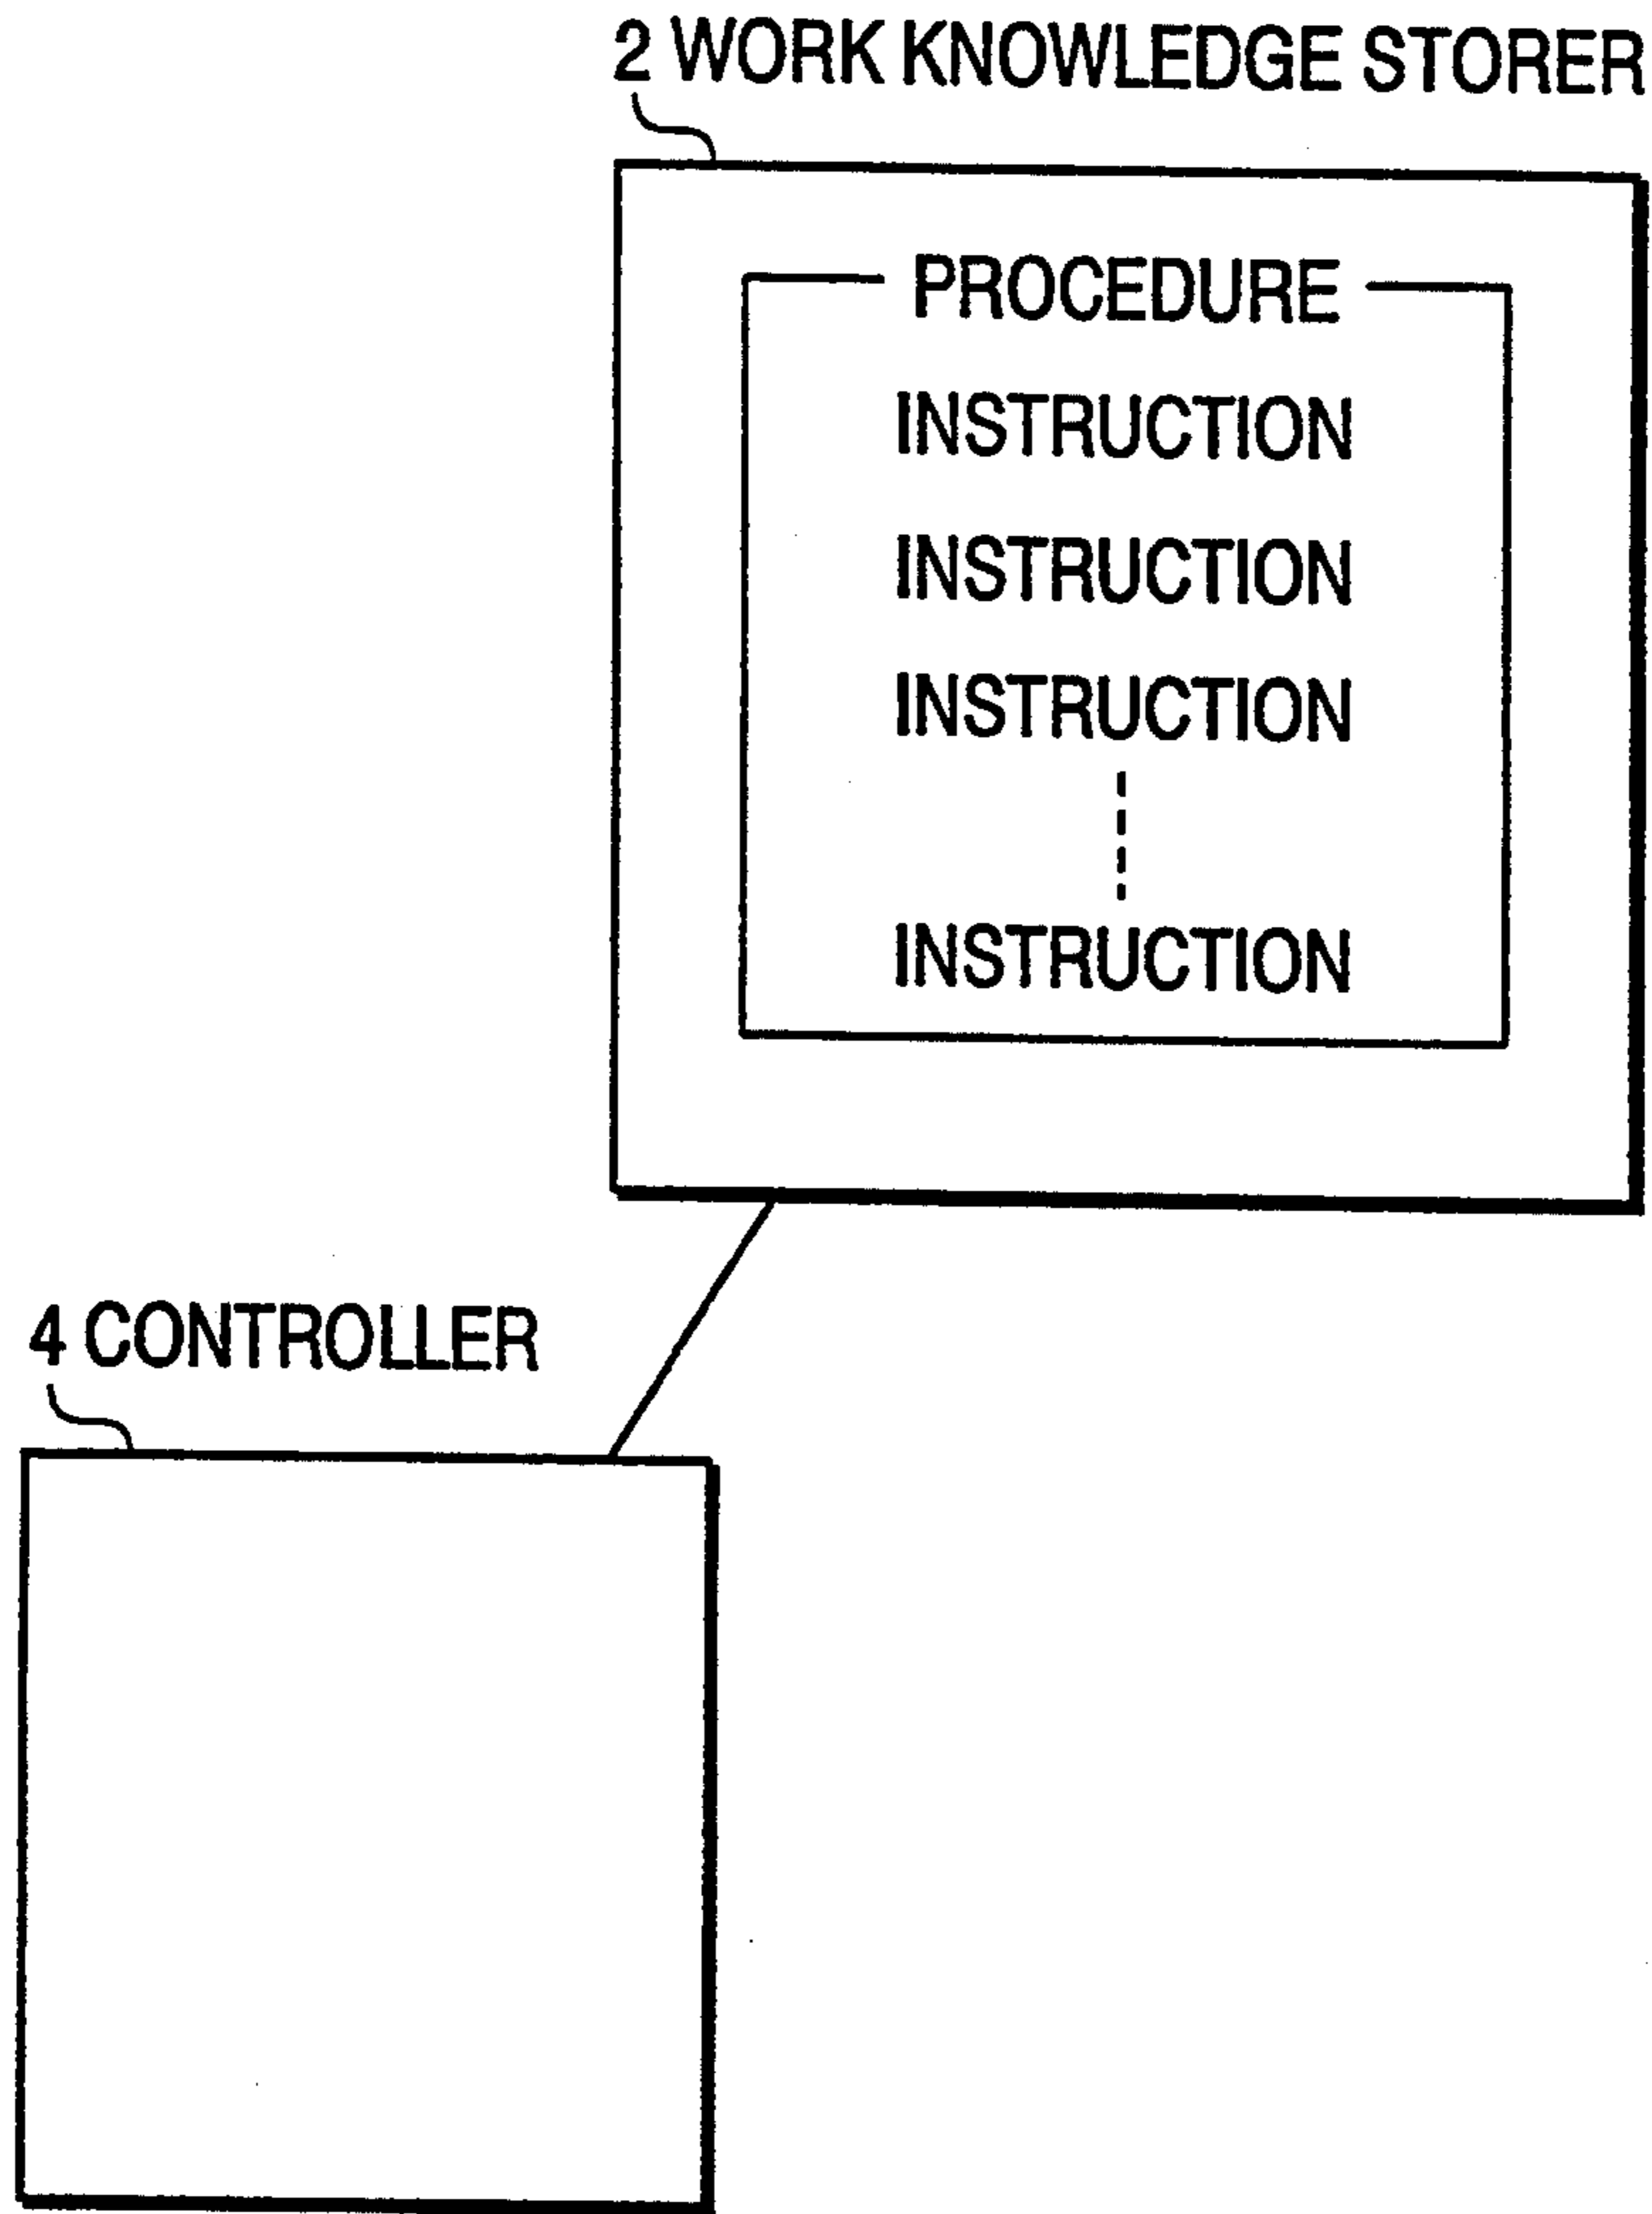 2 WORK KNOWLEDGE STORER
PROCEDURE
INSTRUCTION
INSTRUCTION
INSTRUCTION
INSTRUCTION
4 CONTROLLER